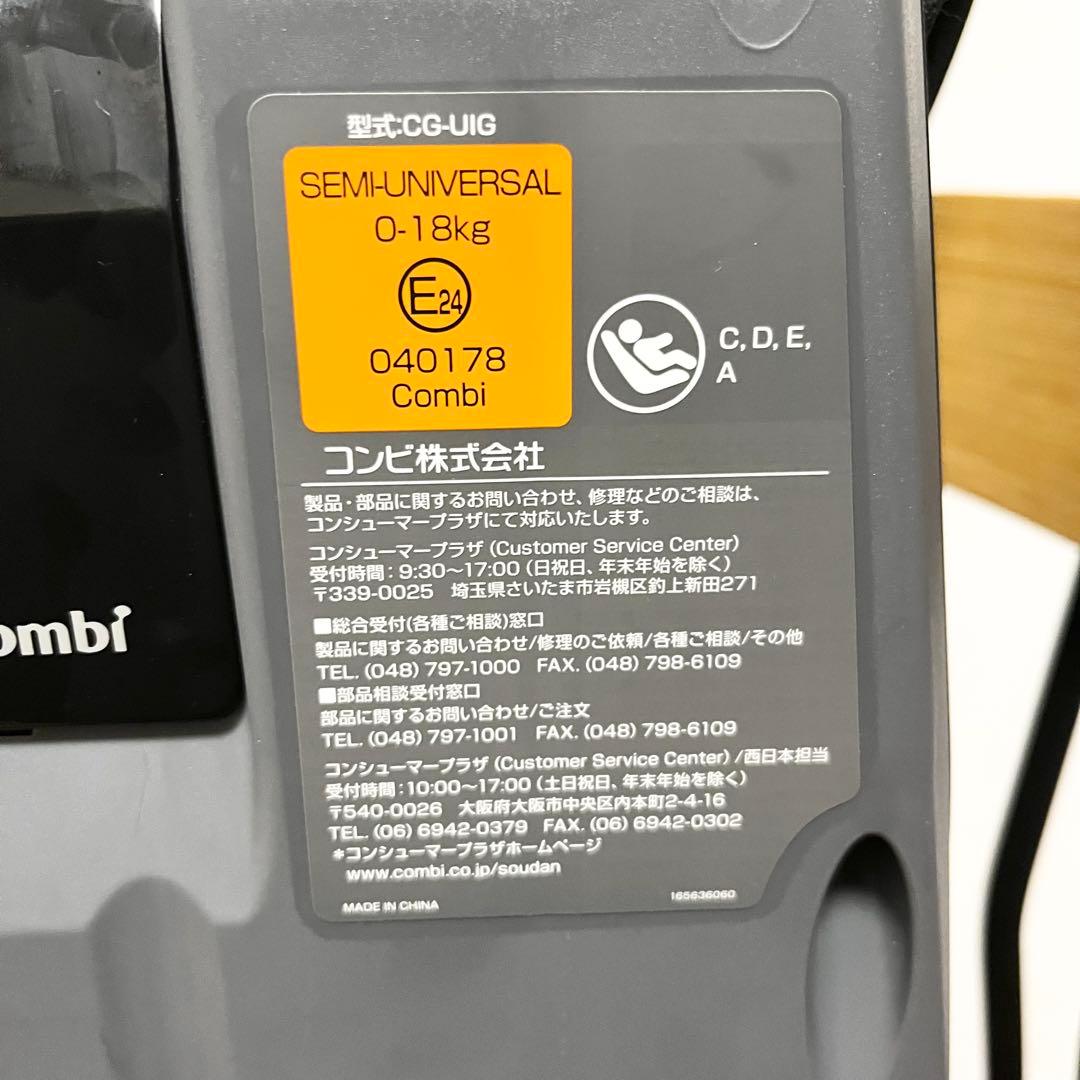 型式:CG-UIG
SEMI-UNIVERSAL
0-18kg
E24
040178
Combi
C, D, E,
A
コンビ株式会社
製品・部品に関するお問い合わせ、修理などのご相談は、
コンシューマープラザにて対応いたします。
コンシューマープラザ (Customer Service Center)
受付時間：9:30～17:00 (日祝日、年末年始を除く)
〒339-0025　埼玉県さいたま市岩槻区釣上新田271
■総合受付(各種ご相談)窓口
製品に関するお問い合わせ/修理のご依頼/各種ご相談/その他
TEL. (048) 797-1000　FAX. (048) 798-6109
■部品相談受付窓口
部品に関するお問い合わせ/ご注文
TEL. (048) 797-1001　FAX. (048) 798-6109
コンシューマープラザ (Customer Service Center) /西日本担当
受付時間：10:00～17:00 (土日祝日、年末年始を除く)
〒540-0026　大阪府大阪市中央区内本町2-4-16
TEL. (06) 6942-0379　FAX. (06) 6942-0302
＊コンシューマープラザホームページ
www.combi.co.jp/soudan
MADE IN CHINA
165636060
ombi